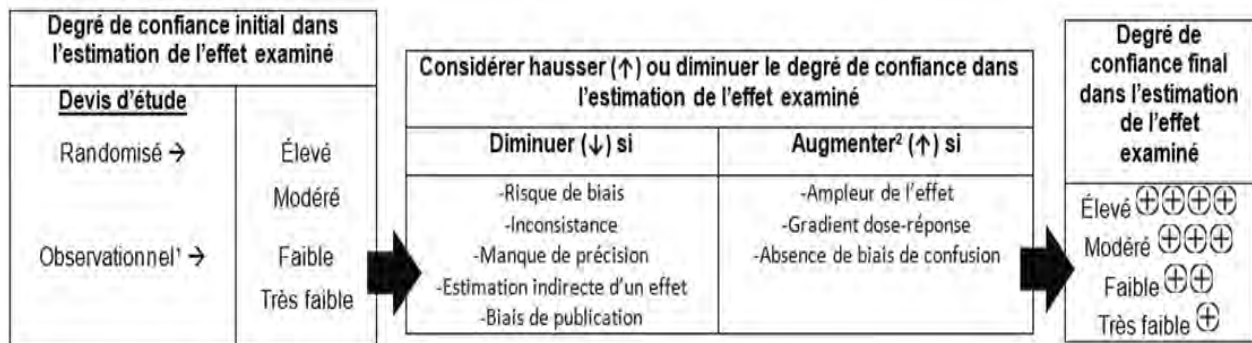 Degré de confiance initial dans
l'estimation de l'effet examiné
Devis d'étude
Randomisé →
Observationnel¹ →
Élevé
Modéré
Faible
Très faible
Considérer hausser (↑) ou diminuer le degré de confiance dans
l'estimation de l'effet examiné
Diminuer (↓) si
-Risque de biais
-Inconsistance
-Manque de précision
-Estimation indirecte d'un effet
-Biais de publication
Augmenter² (↑) si
-Ampleur de l'effet
-Gradient dose-réponse
-Absence de biais de confusion
Degré de
confiance final
dans l'estimation
de l'effet
examiné
Élevé ⊕⊕⊕⊕
Modéré ⊕⊕⊕
Faible ⊕⊕
Très faible ⊕